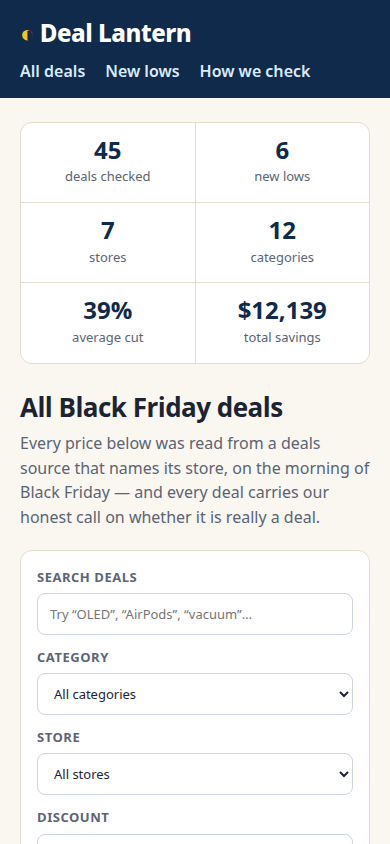 Deal Lantern
All deals New lows How we check
45 6
deals checked new lows
7 12
stores categories
39% $12,139
average cut total savings
All Black Friday deals
Every price below was read from a deals
source that names its store, on the morning of
Black Friday — and every deal carries our
honest call on whether it is really a deal.
SEARCH DEALS
Try “OLED”, “AirPods”, “vacuum”…
CATEGORY
All categories
STORE
All stores
DISCOUNT